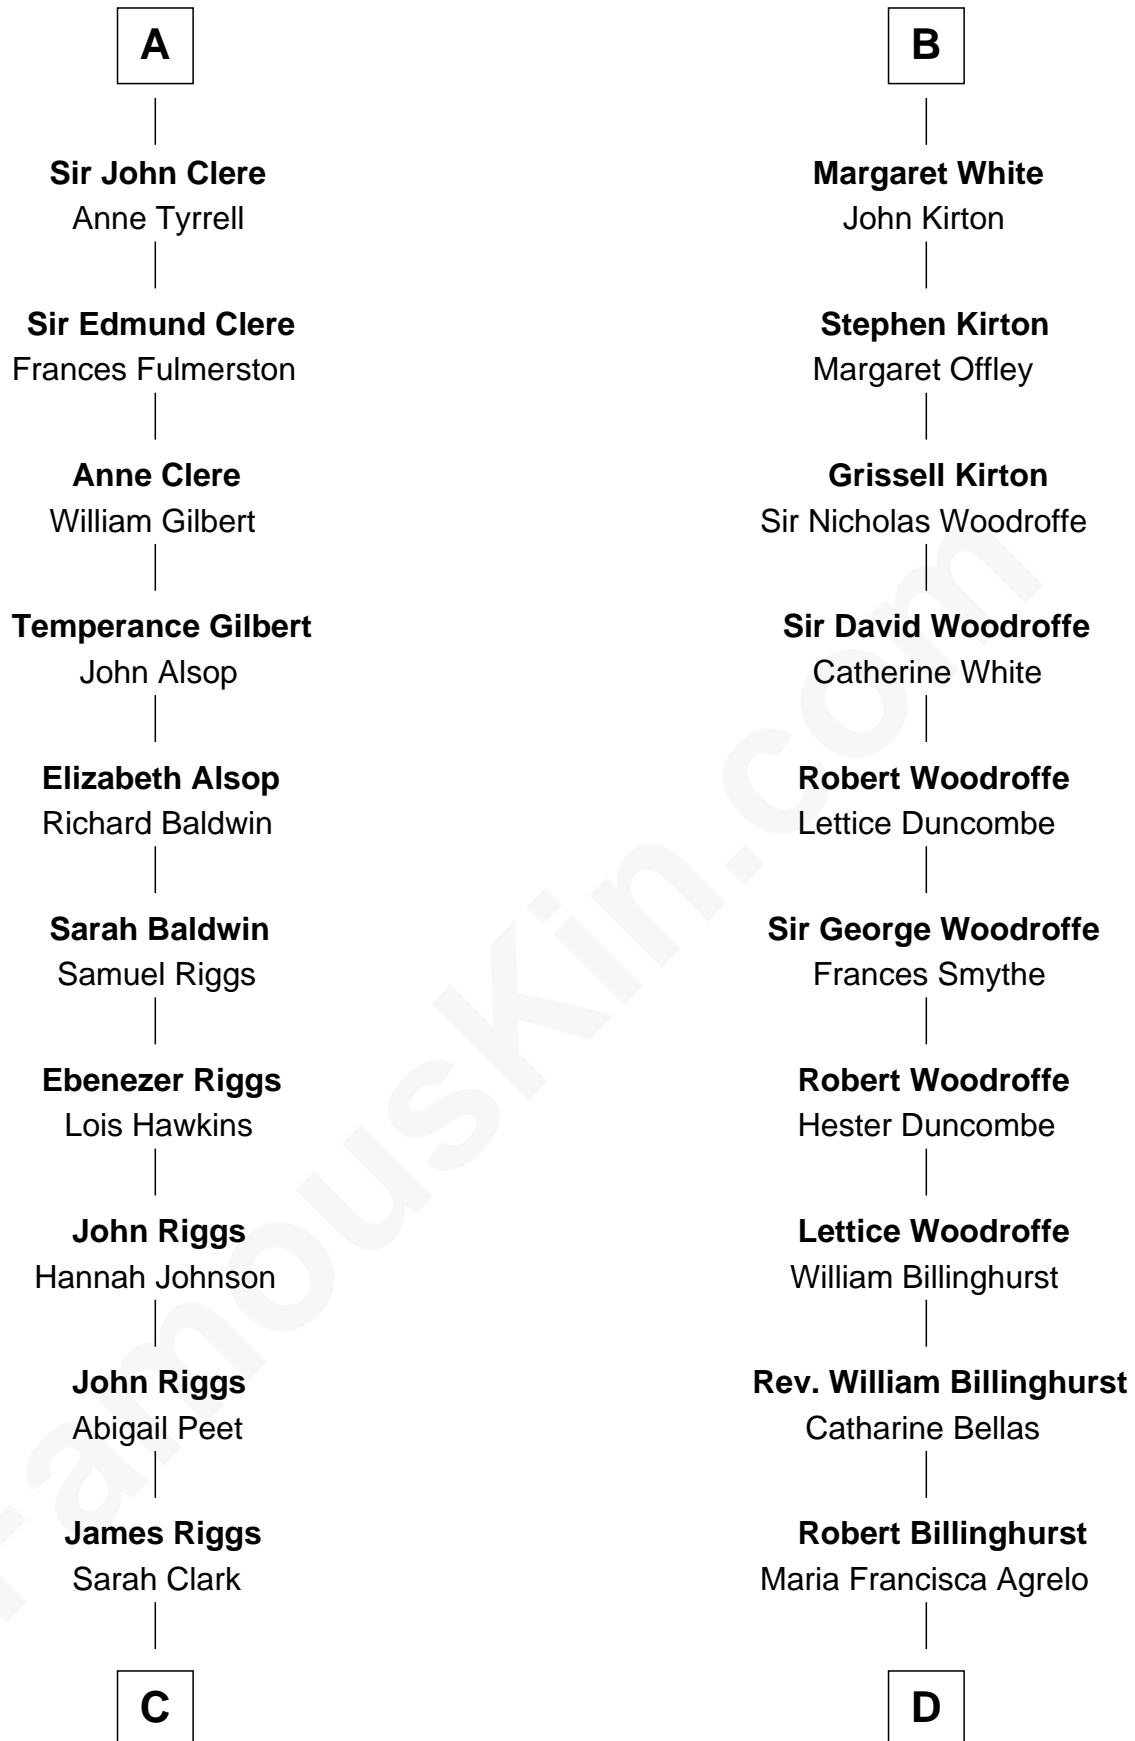 A
Sir John Clere
Anne Tyrrell
Sir Edmund Clere
Frances Fulmerston
Anne Clere
William Gilbert
Temperance Gilbert
John Alsop
Elizabeth Alsop
Richard Baldwin
Sarah Baldwin
Samuel Riggs
Ebenezer Riggs
Lois Hawkins
John Riggs
Hannah Johnson
John Riggs
Abigail Peet
James Riggs
Sarah Clark
C
B
Margaret White
John Kirton
Stephen Kirton
Margaret Offley
Grissell Kirton
Sir Nicholas Woodroffe
Sir David Woodroffe
Catherine White
Robert Woodroffe
Lettice Duncombe
Sir George Woodroffe
Frances Smythe
Robert Woodroffe
Hester Duncombe
Lettice Woodroffe
William Billinghurst
Rev. William Billinghurst
Catharine Bellas
Robert Billinghurst
Maria Francisca Agrelo
D
FamousKin.com